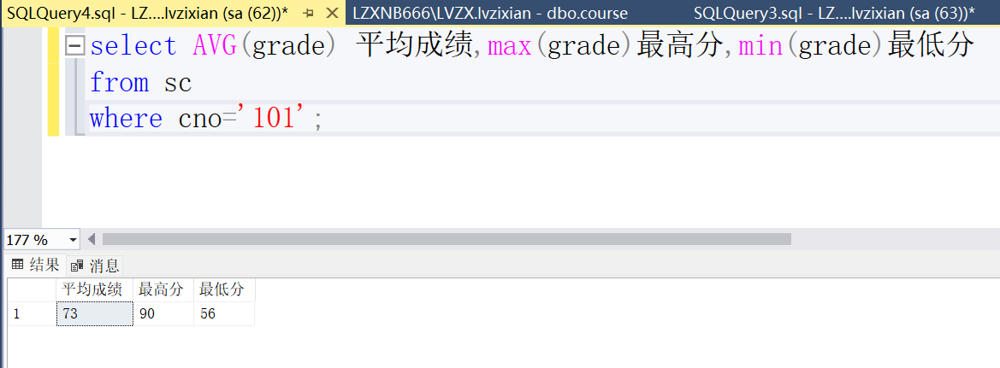 SQLQuery4.sql - LZ....lvzixian (sa (62))* LZXNB666\LVZX.lvzixian - dbo.course SQLQuery3.sql - LZ....lvzixian (sa (63))*
select AVG(grade) 平均成绩,max(grade)最高分,min(grade)最低分
from sc
where cno='101';
177 %
结果 消息
平均成绩 最高分 最低分
1 73 90 56